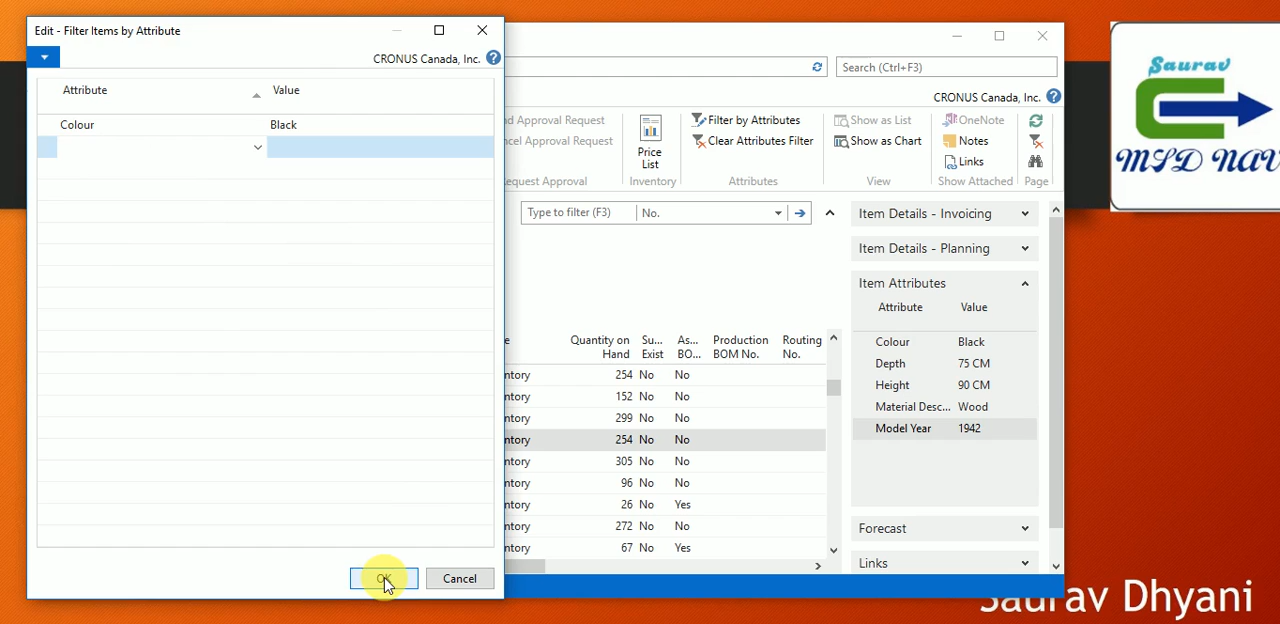 Edit - Filter Items by Attribute
CRONUS Canada, Inc.
Attribute Value
Colour Black
OK Cancel
Search (Ctrl+F3)
CRONUS Canada, Inc.
nd Approval Request
ncel Approval Request
equest Approval
Price
List
Inventory
Filter by Attributes
Clear Attributes Filter
Attributes
Show as List
Show as Chart
View
OneNote
Notes
Links
Show Attached
Page
Type to filter (F3) No.
e Quantity on Hand Su... Exist As... BO... Production BOM No. Routing No.
ntory 254 No No
ntory 152 No No
ntory 299 No No
ntory 254 No No
ntory 305 No No
ntory 96 No No
ntory 26 No Yes
ntory 272 No No
ntory 67 No Yes
Item Details - Invoicing
Item Details - Planning
Item Attributes
Attribute Value
Colour Black
Depth 75 CM
Height 90 CM
Material Desc... Wood
Model Year 1942
Forecast
Links
Saurav
MSD NAV
Saurav Dhyani